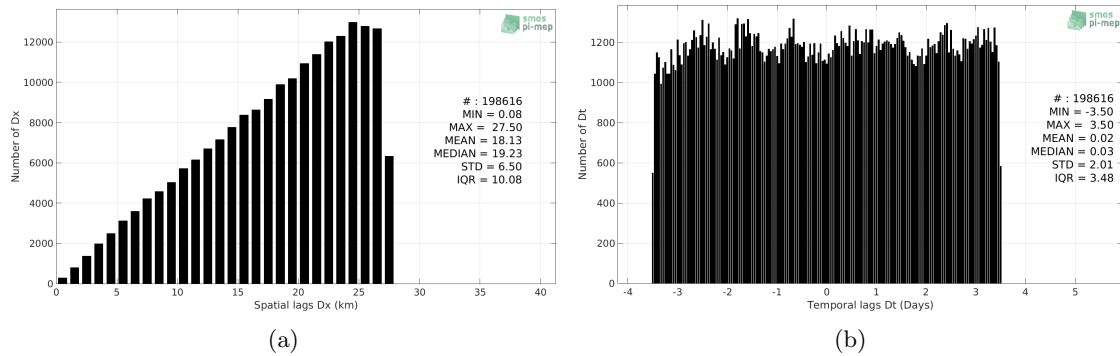 smos
pi-mep
12000
10000
8000
6000
4000
2000
0
Number of Dx
# : 198616
MIN = 0.08
MAX = 27.50
MEAN = 18.13
MEDIAN = 19.23
STD = 6.50
IQR = 10.08
0 5 10 15 20 25 30 35 40
Spatial lags Dx (km)
(a)
smos
pi-mep
1200
1000
800
600
400
200
0
Number of Dt
# : 198616
MIN = -3.50
MAX = 3.50
MEAN = 0.02
MEDIAN = 0.03
STD = 2.01
IQR = 3.48
-4 -3 -2 -1 0 1 2 3 4 5
Temporal lags Dt (Days)
(b)